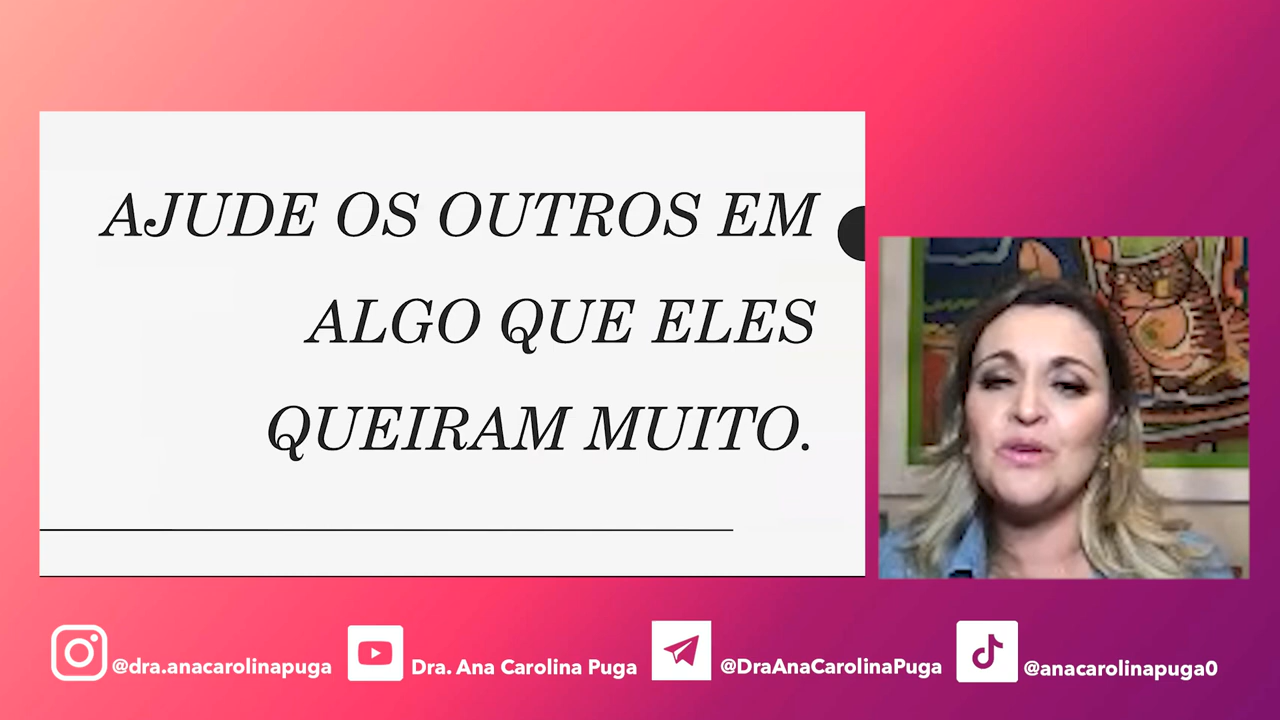 AJUDE OS OUTROS EM
ALGO QUE ELES
QUEIRAM MUITO.
@dra.anacarolinapuga
Dra. Ana Carolina Puga
@DraAnaCarolinaPuga
@anacarolinapuga0